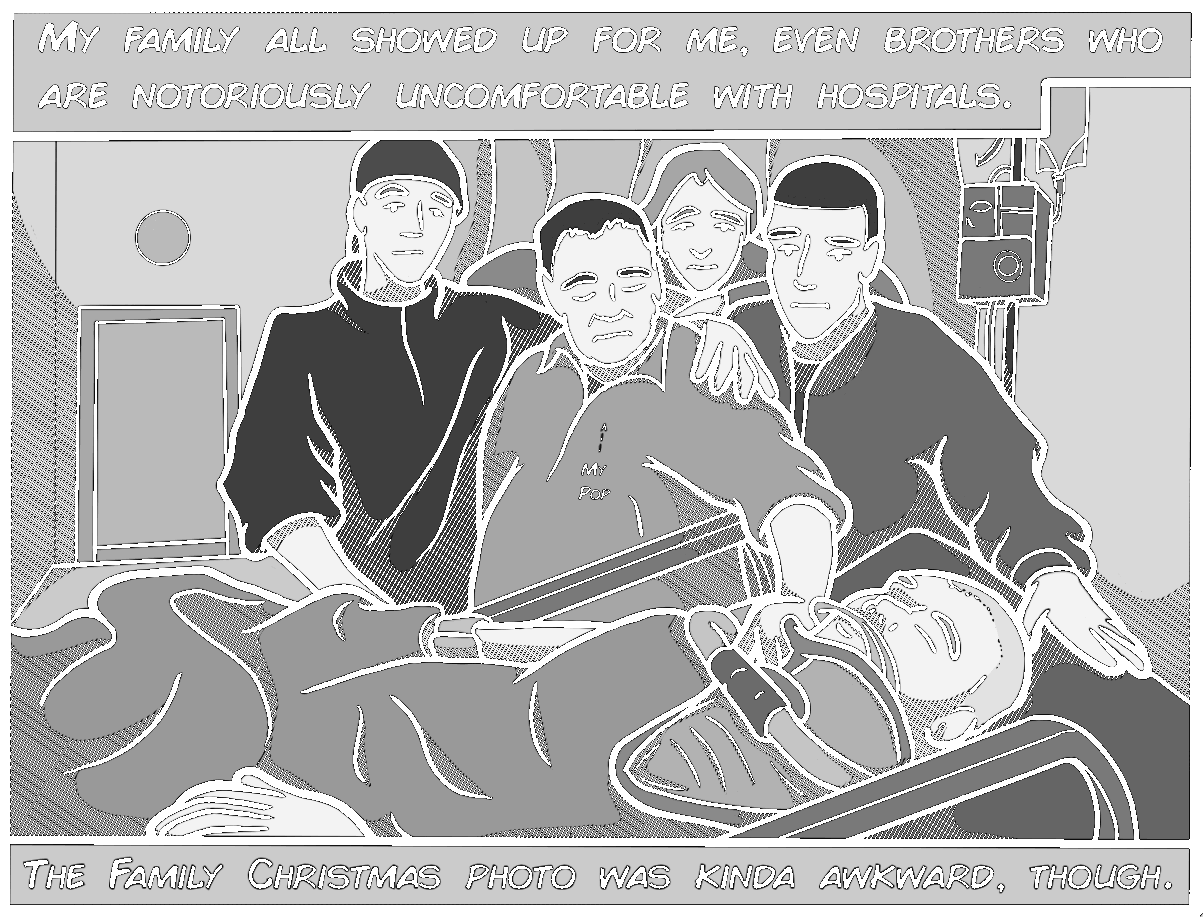 My family all showed up for me, even brothers who
are notoriously uncomfortable with hospitals.
My
Pop
The Family Christmas photo was kinda awkward, though.